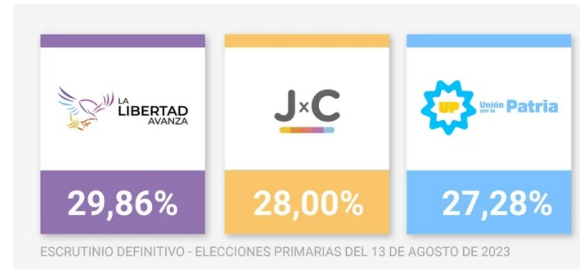 LA
LIBERTAD
AVANZA
JxC
UP
Unión
por la
Patria
29,86%
28,00%
27,28%
ESCRUTINIO DEFINITIVO - ELECCIONES PRIMARIAS DEL 13 DE AGOSTO DE 2023